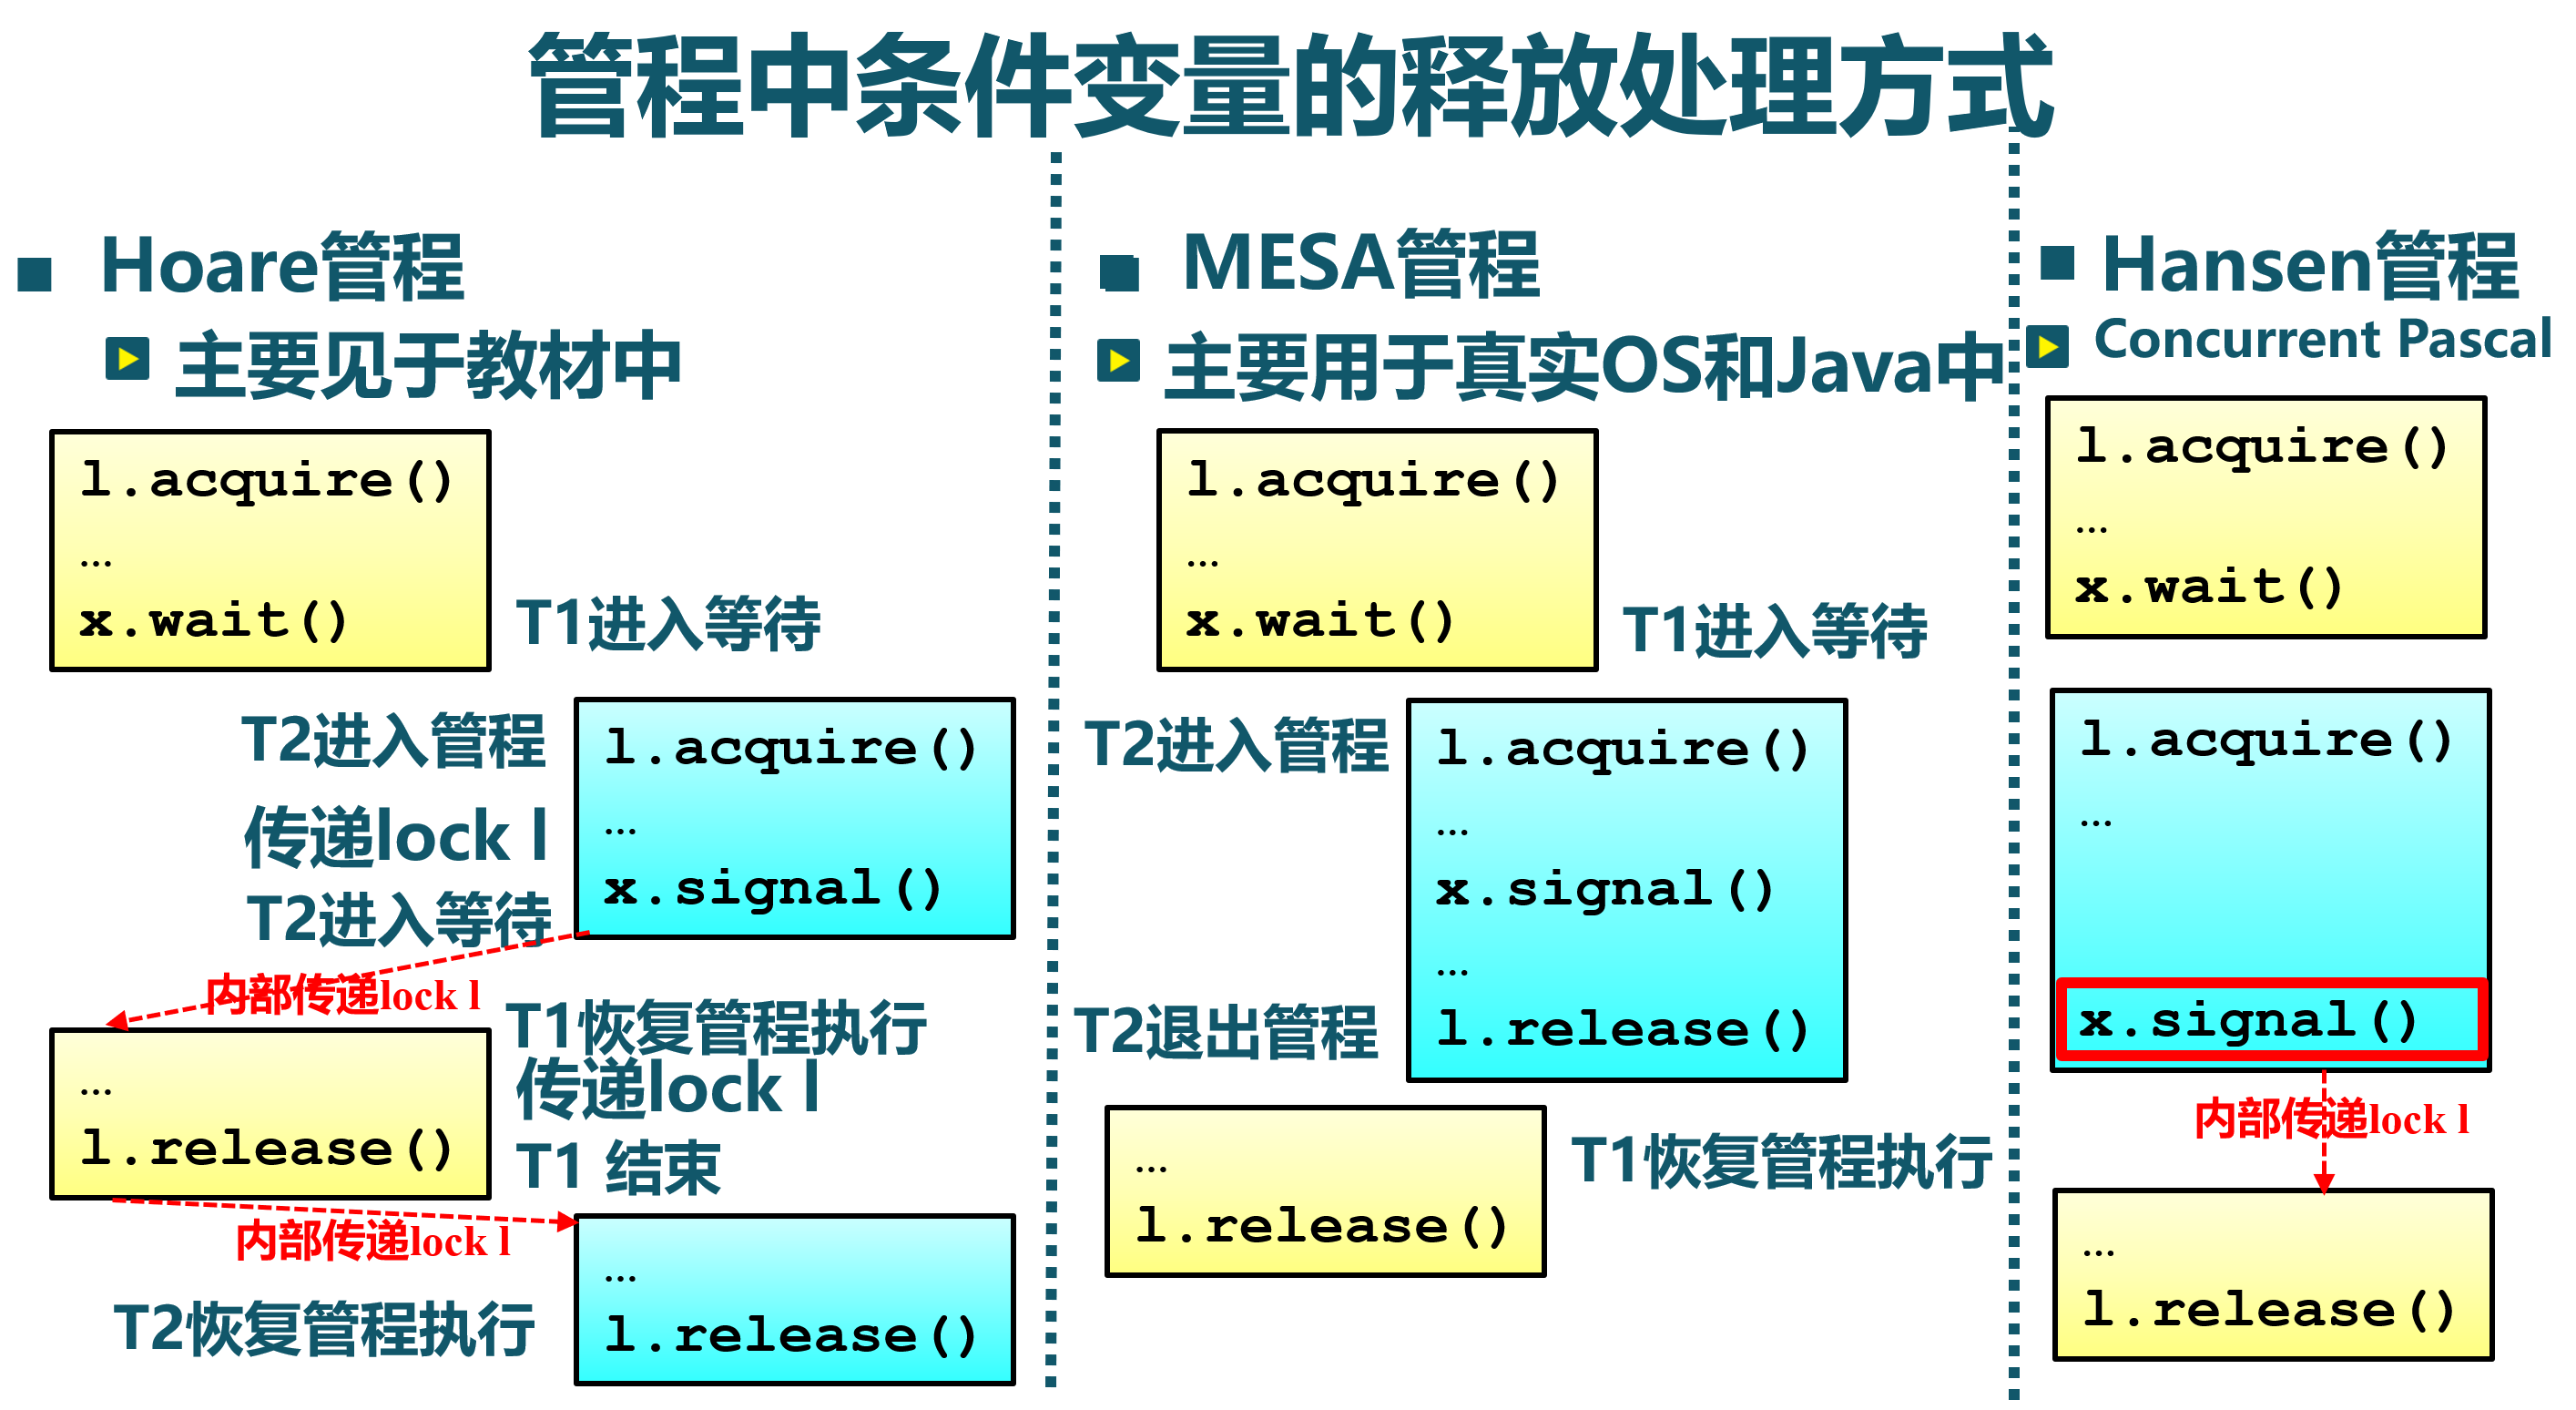 管程中条件变量的释放处理方式
Hoare管程
主要见于教材中
l.acquire()
...
x.wait()
T1进入等待
T2进入管程
l.acquire()
传递lock l
...
T2进入等待
x.signal()
内部传递lock l
T1恢复管程执行
...
传递lock l
l.release()
T1 结束
内部传递lock l
...
T2恢复管程执行
l.release()
MESA管程
主要用于真实OS和Java中
l.acquire()
...
x.wait()
T1进入等待
T2进入管程
l.acquire()
...
x.signal()
...
T2退出管程
l.release()
...
T1恢复管程执行
l.release()
Hansen管程
Concurrent Pascal
l.acquire()
...
x.wait()
l.acquire()
...
x.signal()
内部传递lock l
...
l.release()